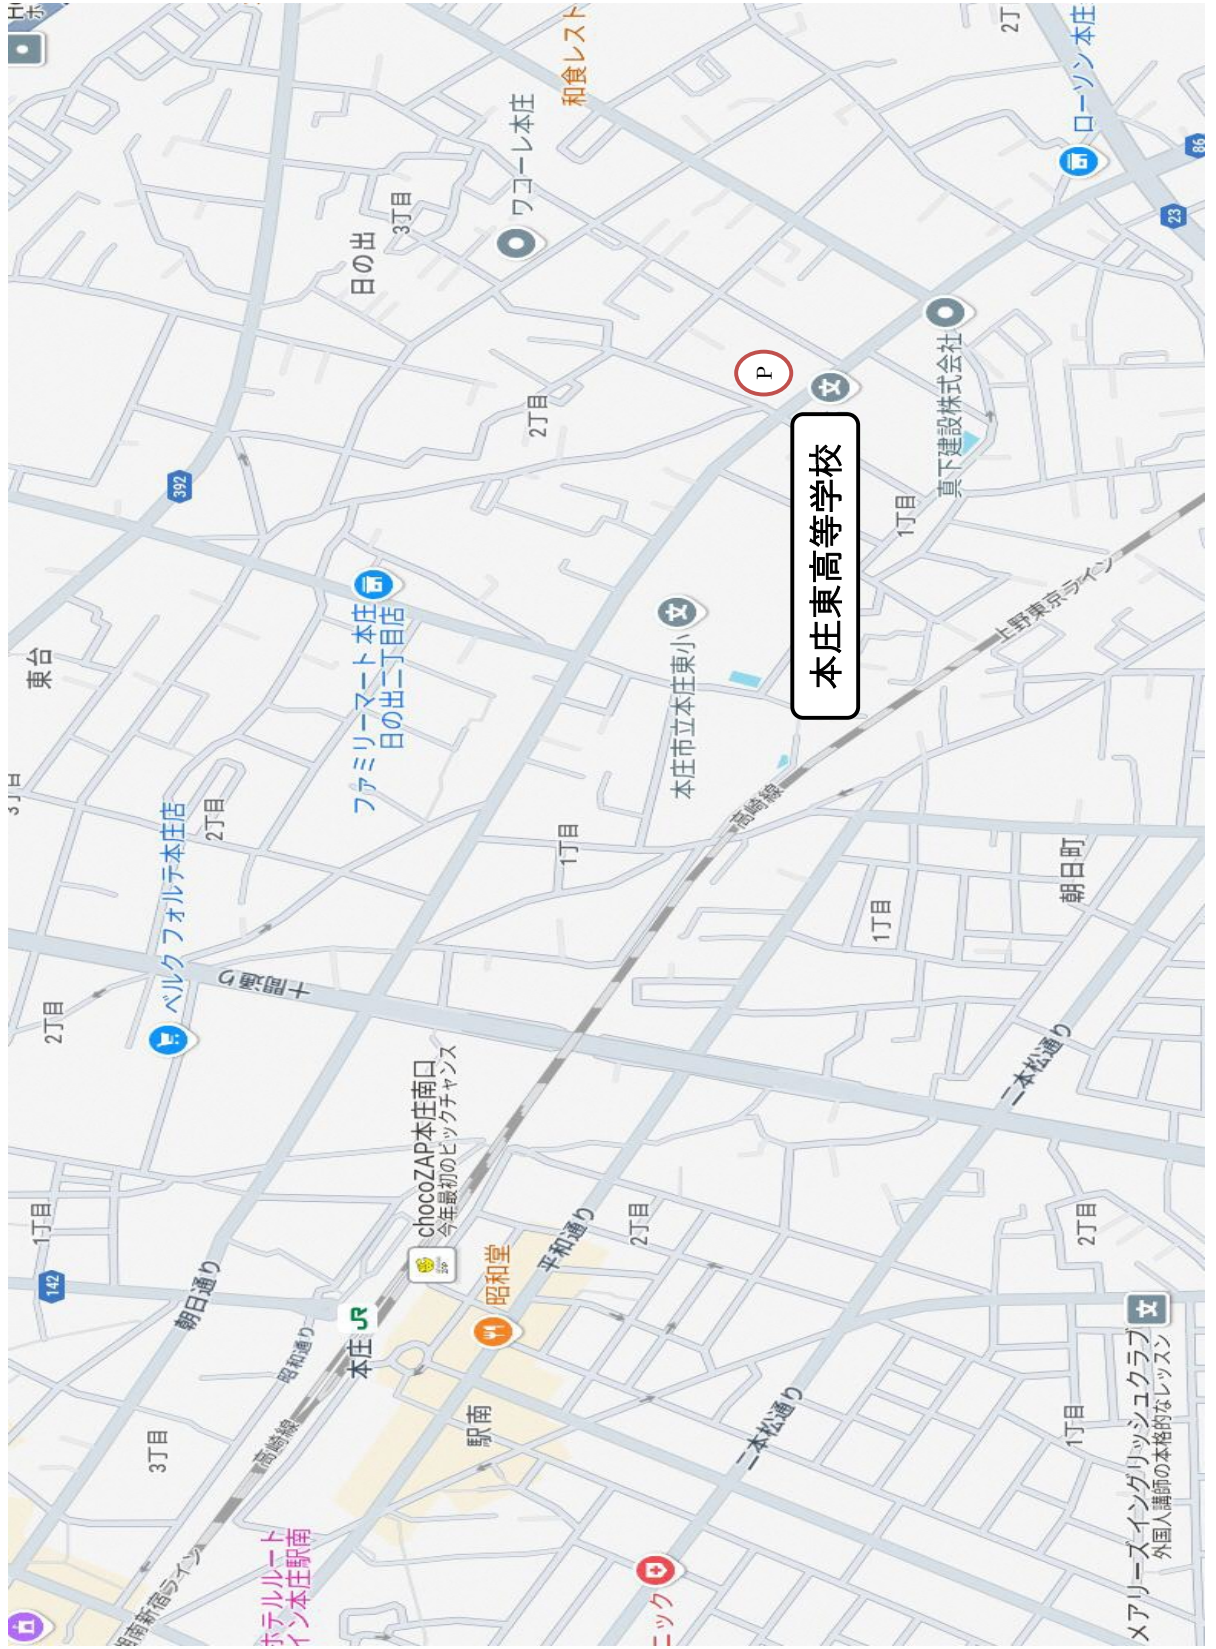 湘南新宿ライン
142
1丁目
2丁目
東台
3丁目
3丁目
高崎線
朝日通り
ベルク フォルテ本庄店
2丁目
392
ホテルルート
イン本庄駅南
昭和通り
十間通り
本庄
JR
ファミリーマート 本庄
日の出二丁目店
日の出
3丁目
chocoZAP本庄南口
今年最初のビックチャンス
駅南
昭和堂
平和通り
1丁目
2丁目
ワコーレ本庄
和食レスト
ニック
2丁目
本庄市立本庄東小
高崎線
二本松通り
P
本庄東高等学校
1丁目
1丁目
真下建設株式会社
二本松通り
上野東京ライン
2丁
1丁目
2丁目
朝日町
ローソン 本庄
メアリーズ イングリッシュクラブ
外国人講師の本格的なレッスン
23
86